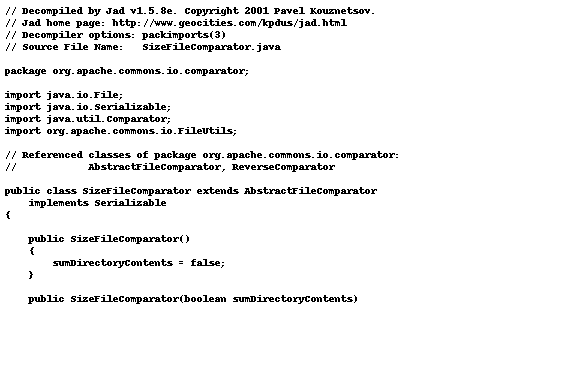 // Decompiled by Jad v1.5.8e. Copyright 2001 Pavel Kouznetsov.
// Jad home page: http://www.geocities.com/kpdus/jad.html
// Decompiler options: packimports(3)
// Source File Name:   SizeFileComparator.java

package org.apache.commons.io.comparator;

import java.io.File;
import java.io.Serializable;
import java.util.Comparator;
import org.apache.commons.io.FileUtils;

// Referenced classes of package org.apache.commons.io.comparator:
//            AbstractFileComparator, ReverseComparator

public class SizeFileComparator extends AbstractFileComparator
    implements Serializable
{

    public SizeFileComparator()
    {
        sumDirectoryContents = false;
    }

    public SizeFileComparator(boolean sumDirectoryContents)